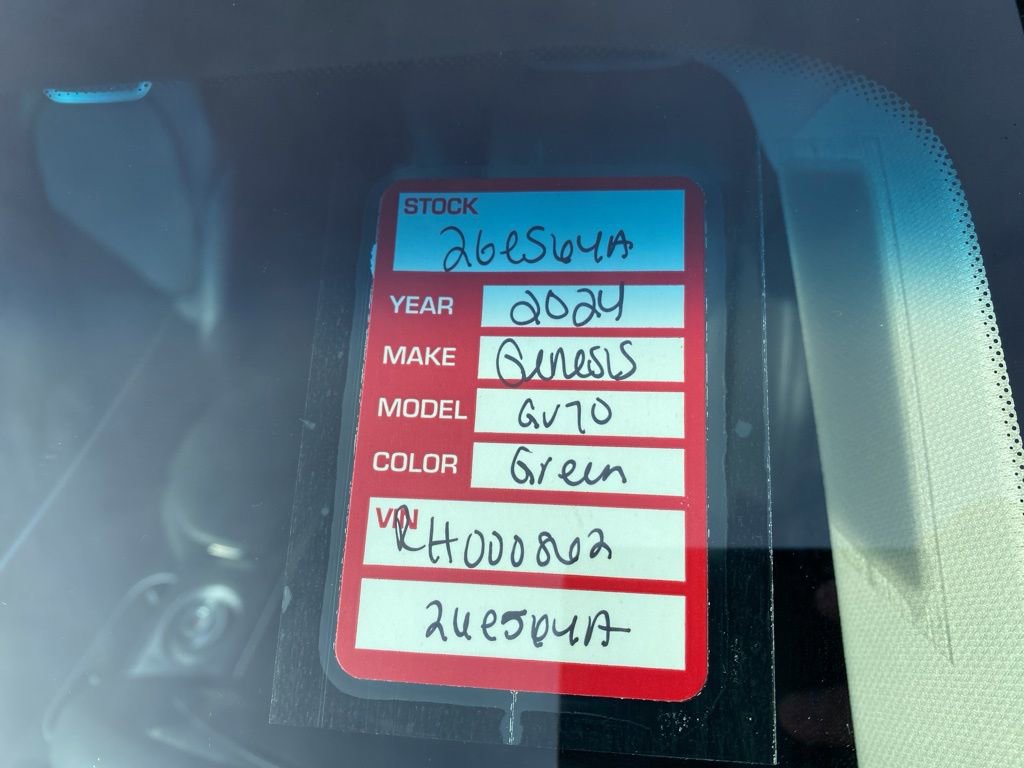 STOCK
26e564A
YEAR 2024
MAKE Genesis
MODEL GV70
COLOR Green
VIN RH000862
26e564A